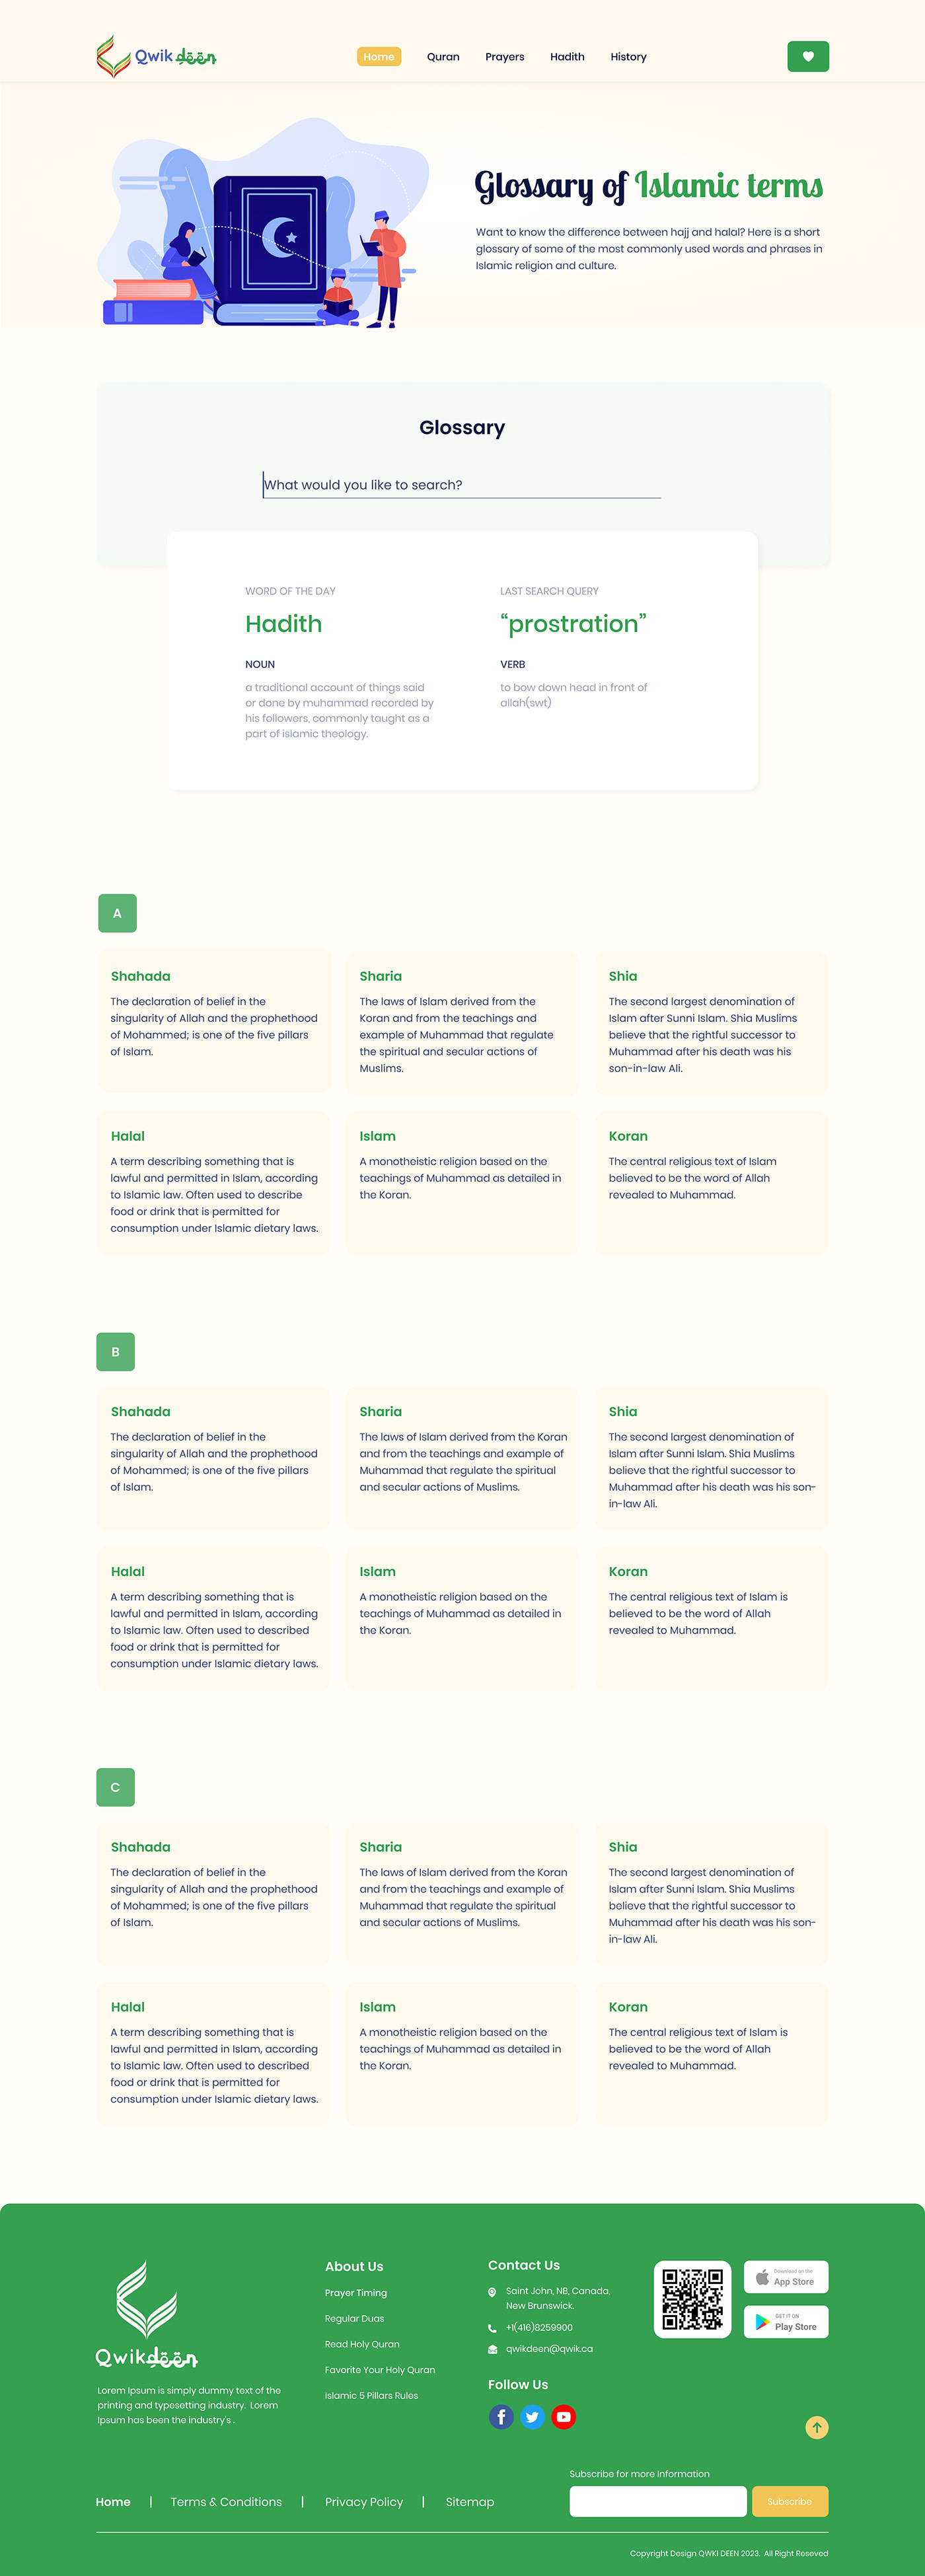 Qwik dëën
Home
Quran
Prayers
Hadith
History
Glossary of Islamic terms
Want to know the difference between hajj and halal? Here is a short
glossary of some of the most commonly used words and phrases in
Islamic religion and culture.
Glossary
What would you like to search?
WORD OF THE DAY
Hadith
NOUN
a traditional account of things said
or done by muhammad recorded by
his followers, commonly taught as a
part of islamic theology.
LAST SEARCH QUERY
“prostration”
VERB
to bow down head in front of
allah(swt)
A
Shahada
The declaration of belief in the
singularity of Allah and the prophethood
of Mohammed; is one of the five pillars
of Islam.
Sharia
The laws of Islam derived from the
Koran and from the teachings and
example of Muhammad that regulate
the spiritual and secular actions of
Muslims.
Shia
The second largest denomination of
Islam after Sunni Islam. Shia Muslims
believe that the rightful successor to
Muhammad after his death was his
son-in-law Ali.
Halal
A term describing something that is
lawful and permitted in Islam, according
to Islamic law. Often used to describe
food or drink that is permitted for
consumption under Islamic dietary laws.
Islam
A monotheistic religion based on the
teachings of Muhammad as detailed in
the Koran.
Koran
The central religious text of Islam
believed to be the word of Allah
revealed to Muhammad.
B
Shahada
The declaration of belief in the
singularity of Allah and the prophethood
of Mohammed; is one of the five pillars
of Islam.
Sharia
The laws of Islam derived from the Koran
and from the teachings and example of
Muhammad that regulate the spiritual
and secular actions of Muslims.
Shia
The second largest denomination of
Islam after Sunni Islam. Shia Muslims
believe that the rightful successor to
Muhammad after his death was his son-
in-law Ali.
Halal
A term describing something that is
lawful and permitted in Islam, according
to Islamic law. Often used to described
food or drink that is permitted for
consumption under Islamic dietary laws.
Islam
A monotheistic religion based on the
teachings of Muhammad as detailed in
the Koran.
Koran
The central religious text of Islam is
believed to be the word of Allah
revealed to Muhammad.
C
Shahada
The declaration of belief in the
singularity of Allah and the prophethood
of Mohammed; is one of the five pillars
of Islam.
Sharia
The laws of Islam derived from the Koran
and from the teachings and example of
Muhammad that regulate the spiritual
and secular actions of Muslims.
Shia
The second largest denomination of
Islam after Sunni Islam. Shia Muslims
believe that the rightful successor to
Muhammad after his death was his son-
in-law Ali.
Halal
A term describing something that is
lawful and permitted in Islam, according
to Islamic law. Often used to described
food or drink that is permitted for
consumption under Islamic dietary laws.
Islam
A monotheistic religion based on the
teachings of Muhammad as detailed in
the Koran.
Koran
The central religious text of Islam is
believed to be the word of Allah
revealed to Muhammad.
Qwikdëën
Lorem Ipsum is simply dummy text of the
printing and typesetting industry. Lorem
Ipsum has been the industry's .
About Us
Prayer Timing
Regular Duas
Read Holy Quran
Favorite Your Holy Quran
Islamic 5 Pillars Rules
Contact Us
Saint John, NB, Canada,
New Brunswick.
+1(416)8259900
qwikdeen@qwik.ca
Follow Us
Download on the
App Store
GET IT ON
Play Store
Subscribe for more Information
Subscribe
Home | Terms & Conditions | Privacy Policy | Sitemap
Copyright Design QWKI DEEN 2023. All Right Reseved